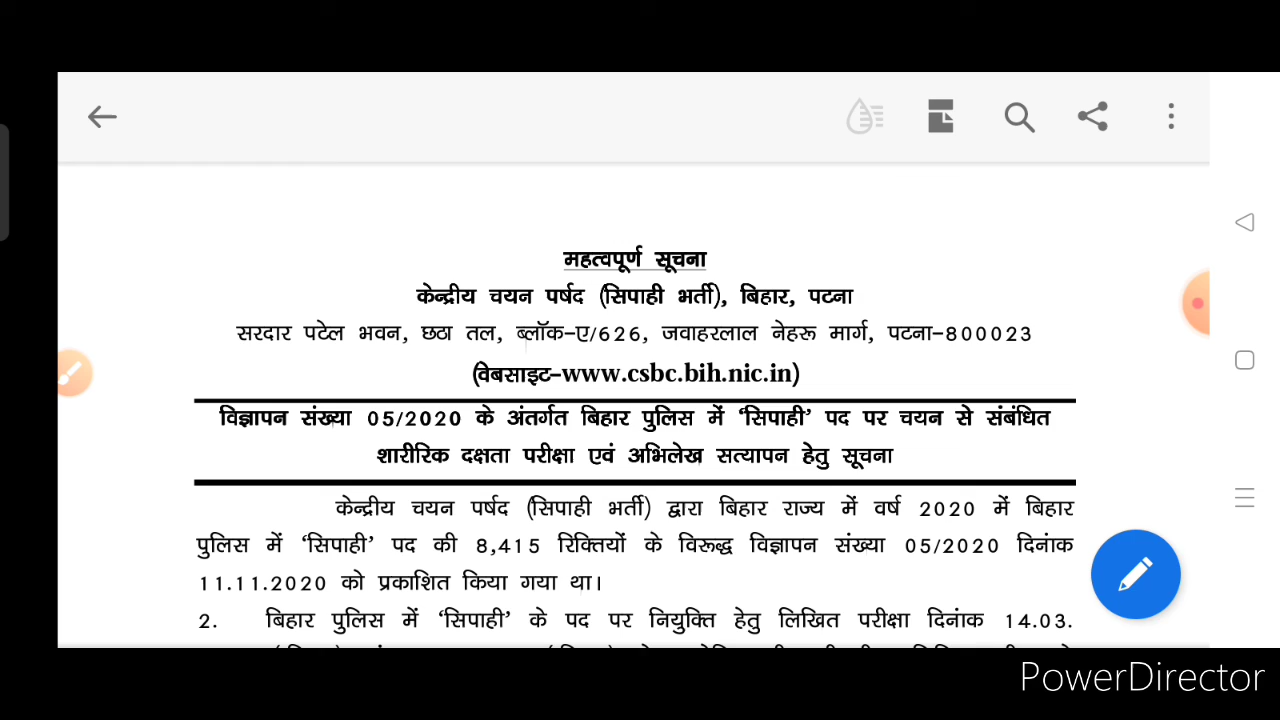 महत्वपूर्ण सूचना
केन्द्रीय चयन पर्षद (सिपाही भर्ती), बिहार, पटना
सरदार पटेल भवन, छठा तल, ब्लॉक-ए/626, जवाहरलाल नेहरू मार्ग, पटना-800023
(वेबसाइट-www.csbc.bih.nic.in)
विज्ञापन संख्या 05/2020 के अंतर्गत बिहार पुलिस में ‘सिपाही’ पद पर चयन से संबंधित
शारीरिक दक्षता परीक्षा एवं अभिलेख सत्यापन हेतु सूचना
केन्द्रीय चयन पर्षद (सिपाही भर्ती) द्वारा बिहार राज्य में वर्ष 2020 में बिहार
पुलिस में ‘सिपाही’ पद की 8,415 रिक्तियों के विरूद्ध विज्ञापन संख्या 05/2020 दिनांक
11.11.2020 को प्रकाशित किया गया था।
2. बिहार पुलिस में ‘सिपाही’ के पद पर नियुक्ति हेतु लिखित परीक्षा दिनांक 14.03.
PowerDirector